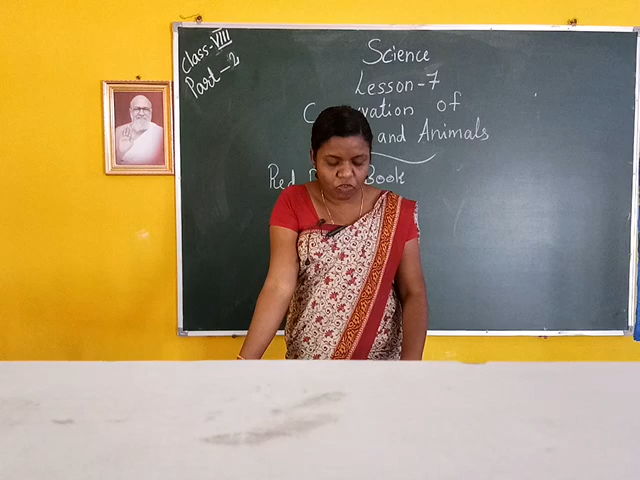 Class-VIII
Part-2
Science
Lesson-7
C vation of
and Animals
Red Book